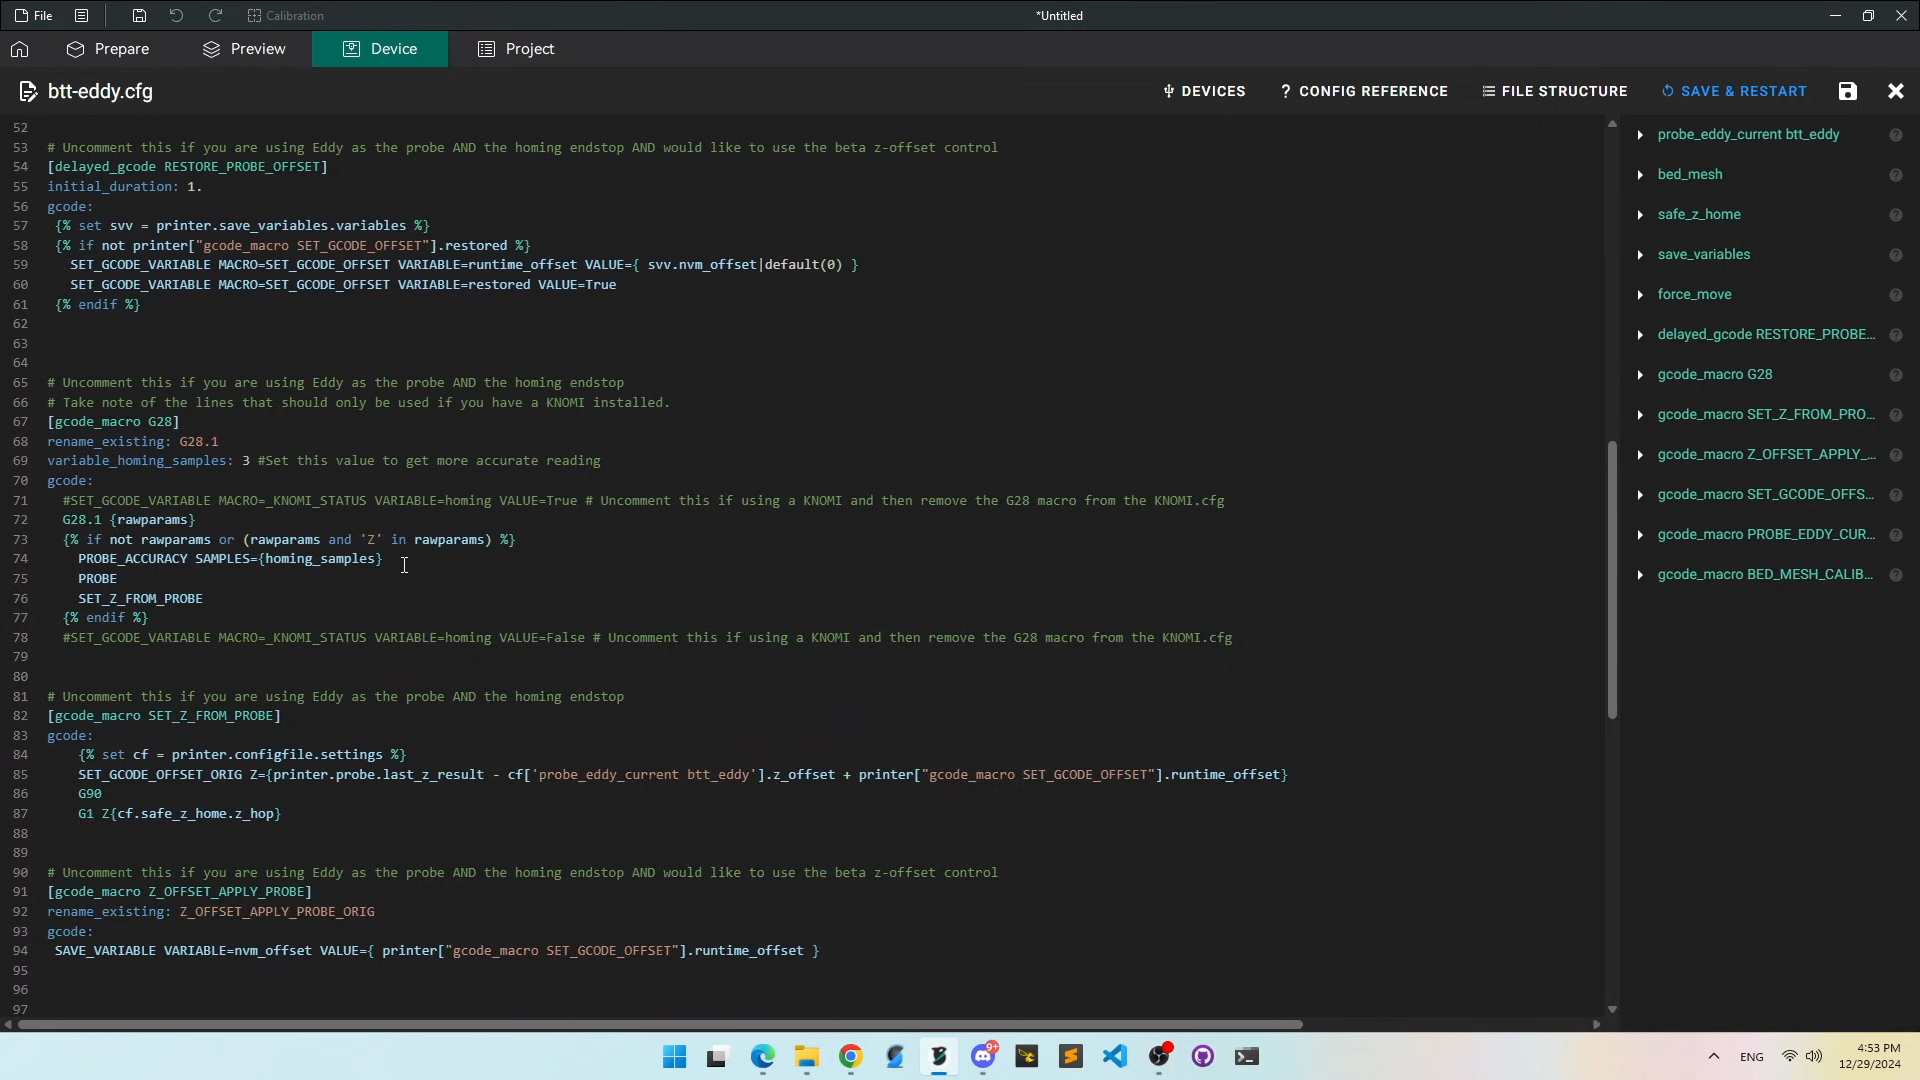 File
Calibration
*Untitled
Prepare
Preview
Device
Project
btt-eddy.cfg
DEVICES
? CONFIG REFERENCE
FILE STRUCTURE
SAVE & RESTART
52
53 # Uncomment this if you are using Eddy as the probe AND the homing endstop AND would like to use the beta z-offset control
54 [delayed_gcode RESTORE_PROBE_OFFSET]
55 initial_duration: 1.
56 gcode:
57 {% set svv = printer.save_variables.variables %}
58 {% if not printer["gcode_macro SET_GCODE_OFFSET"].restored %}
59 SET_GCODE_VARIABLE MACRO=SET_GCODE_OFFSET VARIABLE=runtime_offset VALUE={ svv.nvm_offset|default(0) }
60 SET_GCODE_VARIABLE MACRO=SET_GCODE_OFFSET VARIABLE=restored VALUE=True
61 {% endif %}
62
63
64
65 # Uncomment this if you are using Eddy as the probe AND the homing endstop
66 # Take note of the lines that should only be used if you have a KNOMI installed.
67 [gcode_macro G28]
68 rename_existing: G28.1
69 variable_homing_samples: 3 #Set this value to get more accurate reading
70 gcode:
71 #SET_GCODE_VARIABLE MACRO=_KNOMI_STATUS VARIABLE=homing VALUE=True # Uncomment this if using a KNOMI and then remove the G28 macro from the KNOMI.cfg
72 G28.1 {rawparams}
73 {% if not rawparams or (rawparams and 'Z' in rawparams) %}
74 PROBE_ACCURACY SAMPLES={homing_samples}
75 PROBE
76 SET_Z_FROM_PROBE
77 {% endif %}
78 #SET_GCODE_VARIABLE MACRO=_KNOMI_STATUS VARIABLE=homing VALUE=False # Uncomment this if using a KNOMI and then remove the G28 macro from the KNOMI.cfg
79
80
81 # Uncomment this if you are using Eddy as the probe AND the homing endstop
82 [gcode_macro SET_Z_FROM_PROBE]
83 gcode:
84 {% set cf = printer.configfile.settings %}
85 SET_GCODE_OFFSET_ORIG Z={printer.probe.last_z_result - cf['probe_eddy_current btt_eddy'].z_offset + printer["gcode_macro SET_GCODE_OFFSET"].runtime_offset}
86 G90
87 G1 Z{cf.safe_z_home.z_hop}
88
89
90 # Uncomment this if you are using Eddy as the probe AND the homing endstop AND would like to use the beta z-offset control
91 [gcode_macro Z_OFFSET_APPLY_PROBE]
92 rename_existing: Z_OFFSET_APPLY_PROBE_ORIG
93 gcode:
94 SAVE_VARIABLE VARIABLE=nvm_offset VALUE={ printer["gcode_macro SET_GCODE_OFFSET"].runtime_offset }
95
96
97
probe_eddy_current btt_eddy
bed_mesh
safe_z_home
save_variables
force_move
delayed_gcode RESTORE_PROBE...
gcode_macro G28
gcode_macro SET_Z_FROM_PRO...
gcode_macro Z_OFFSET_APPLY_...
gcode_macro SET_GCODE_OFFS...
gcode_macro PROBE_EDDY_CUR...
gcode_macro BED_MESH_CALIB...
9+
ENG
4:53 PM
12/29/2024